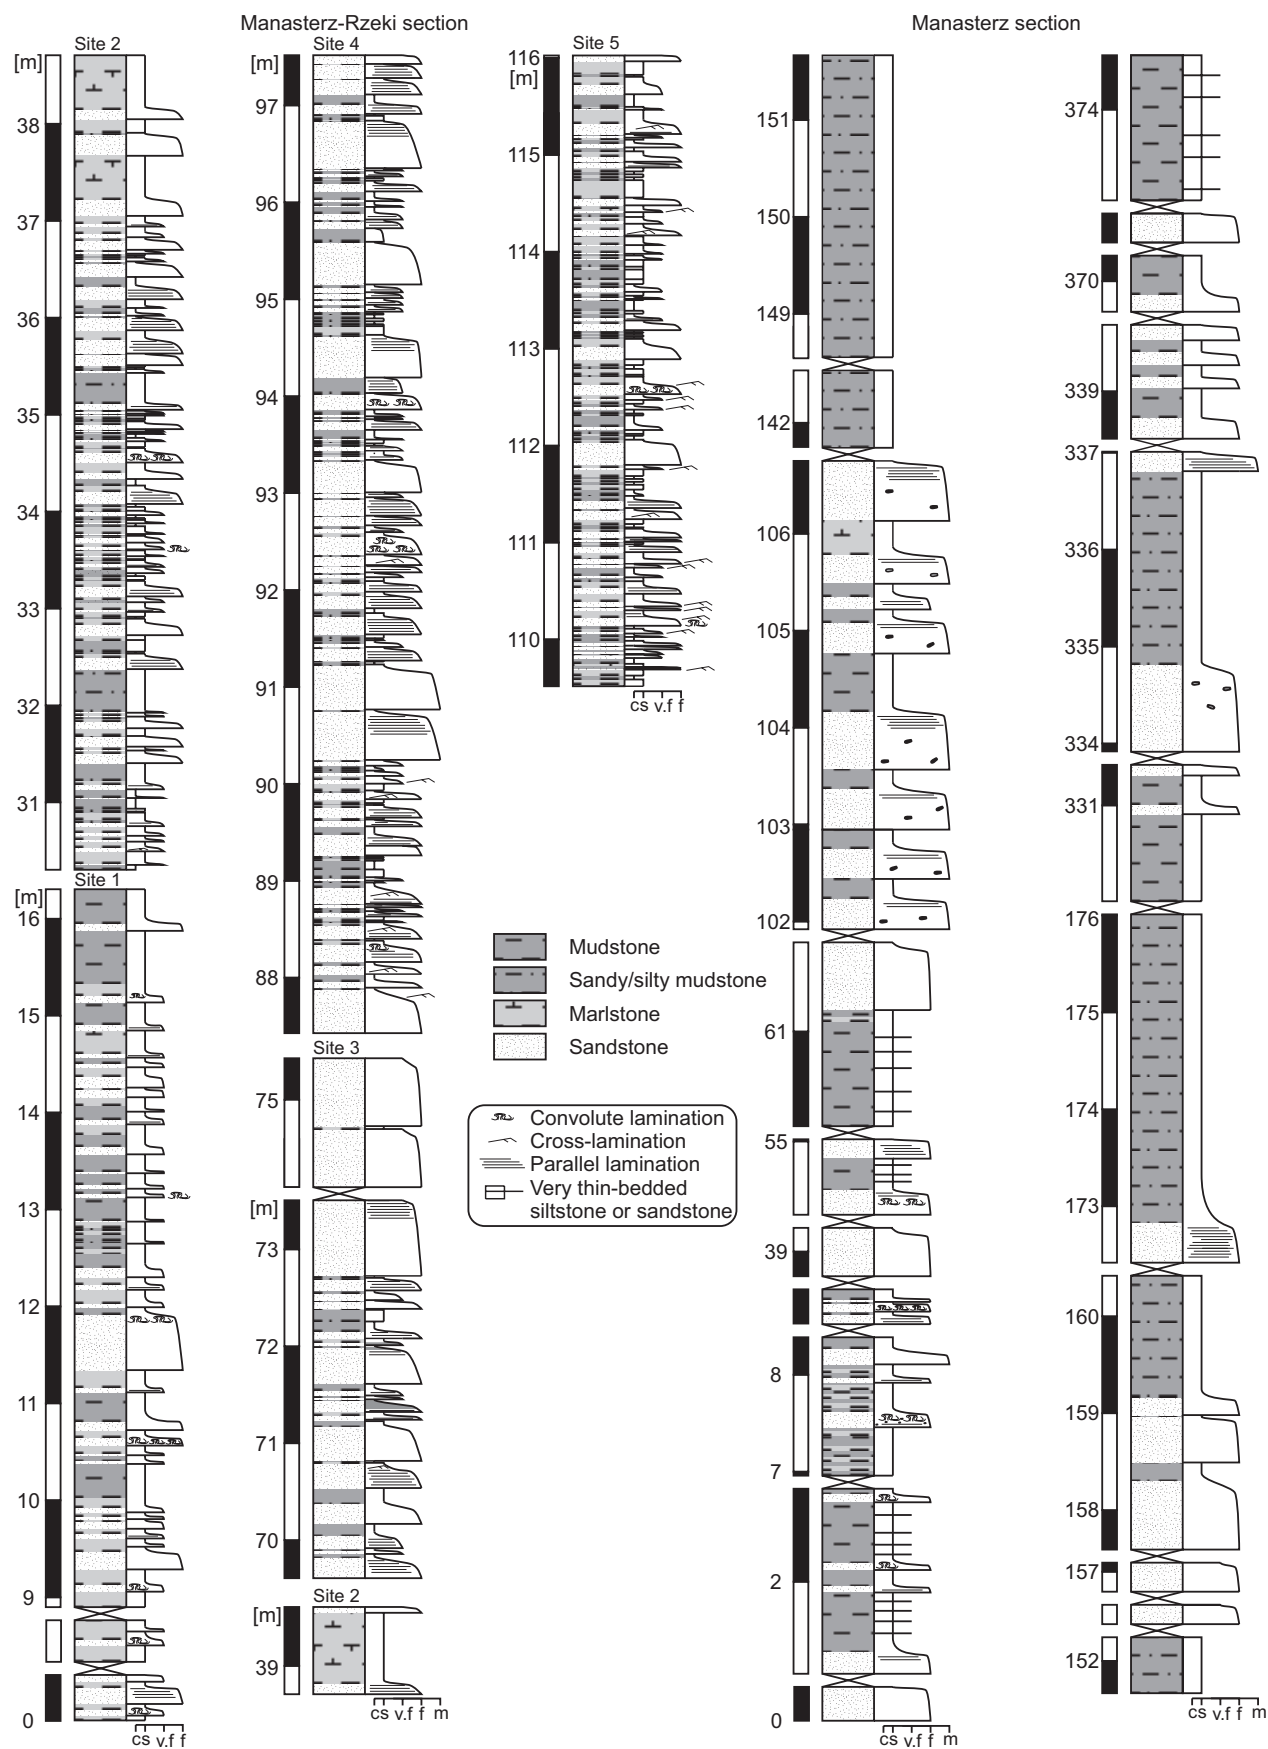 Manasterz-Rzeki section
Manasterz section
Site 2
[m]
38
37
36
35
34
33
32
31
Site 1
[m]
16
15
14
13
12
11
10
9
0
cs v.f f
Site 4
[m]
97
96
95
94
93
92
91
90
89
88
Site 3
75
[m]
73
72
71
70
Site 2
[m]
39
cs v.f f m
Site 5
116
[m]
115
114
113
112
111
110
cs v.f f
Mudstone
Sandy/silty mudstone
Marlstone
Sandstone
Convolute lamination
Cross-lamination
Parallel lamination
Very thin-bedded
siltstone or sandstone
151
150
149
142
106
105
104
103
102
61
55
39
8
7
2
0
cs v.f f m
374
370
339
337
336
335
334
331
176
175
174
173
160
159
158
157
152
cs v.f f m